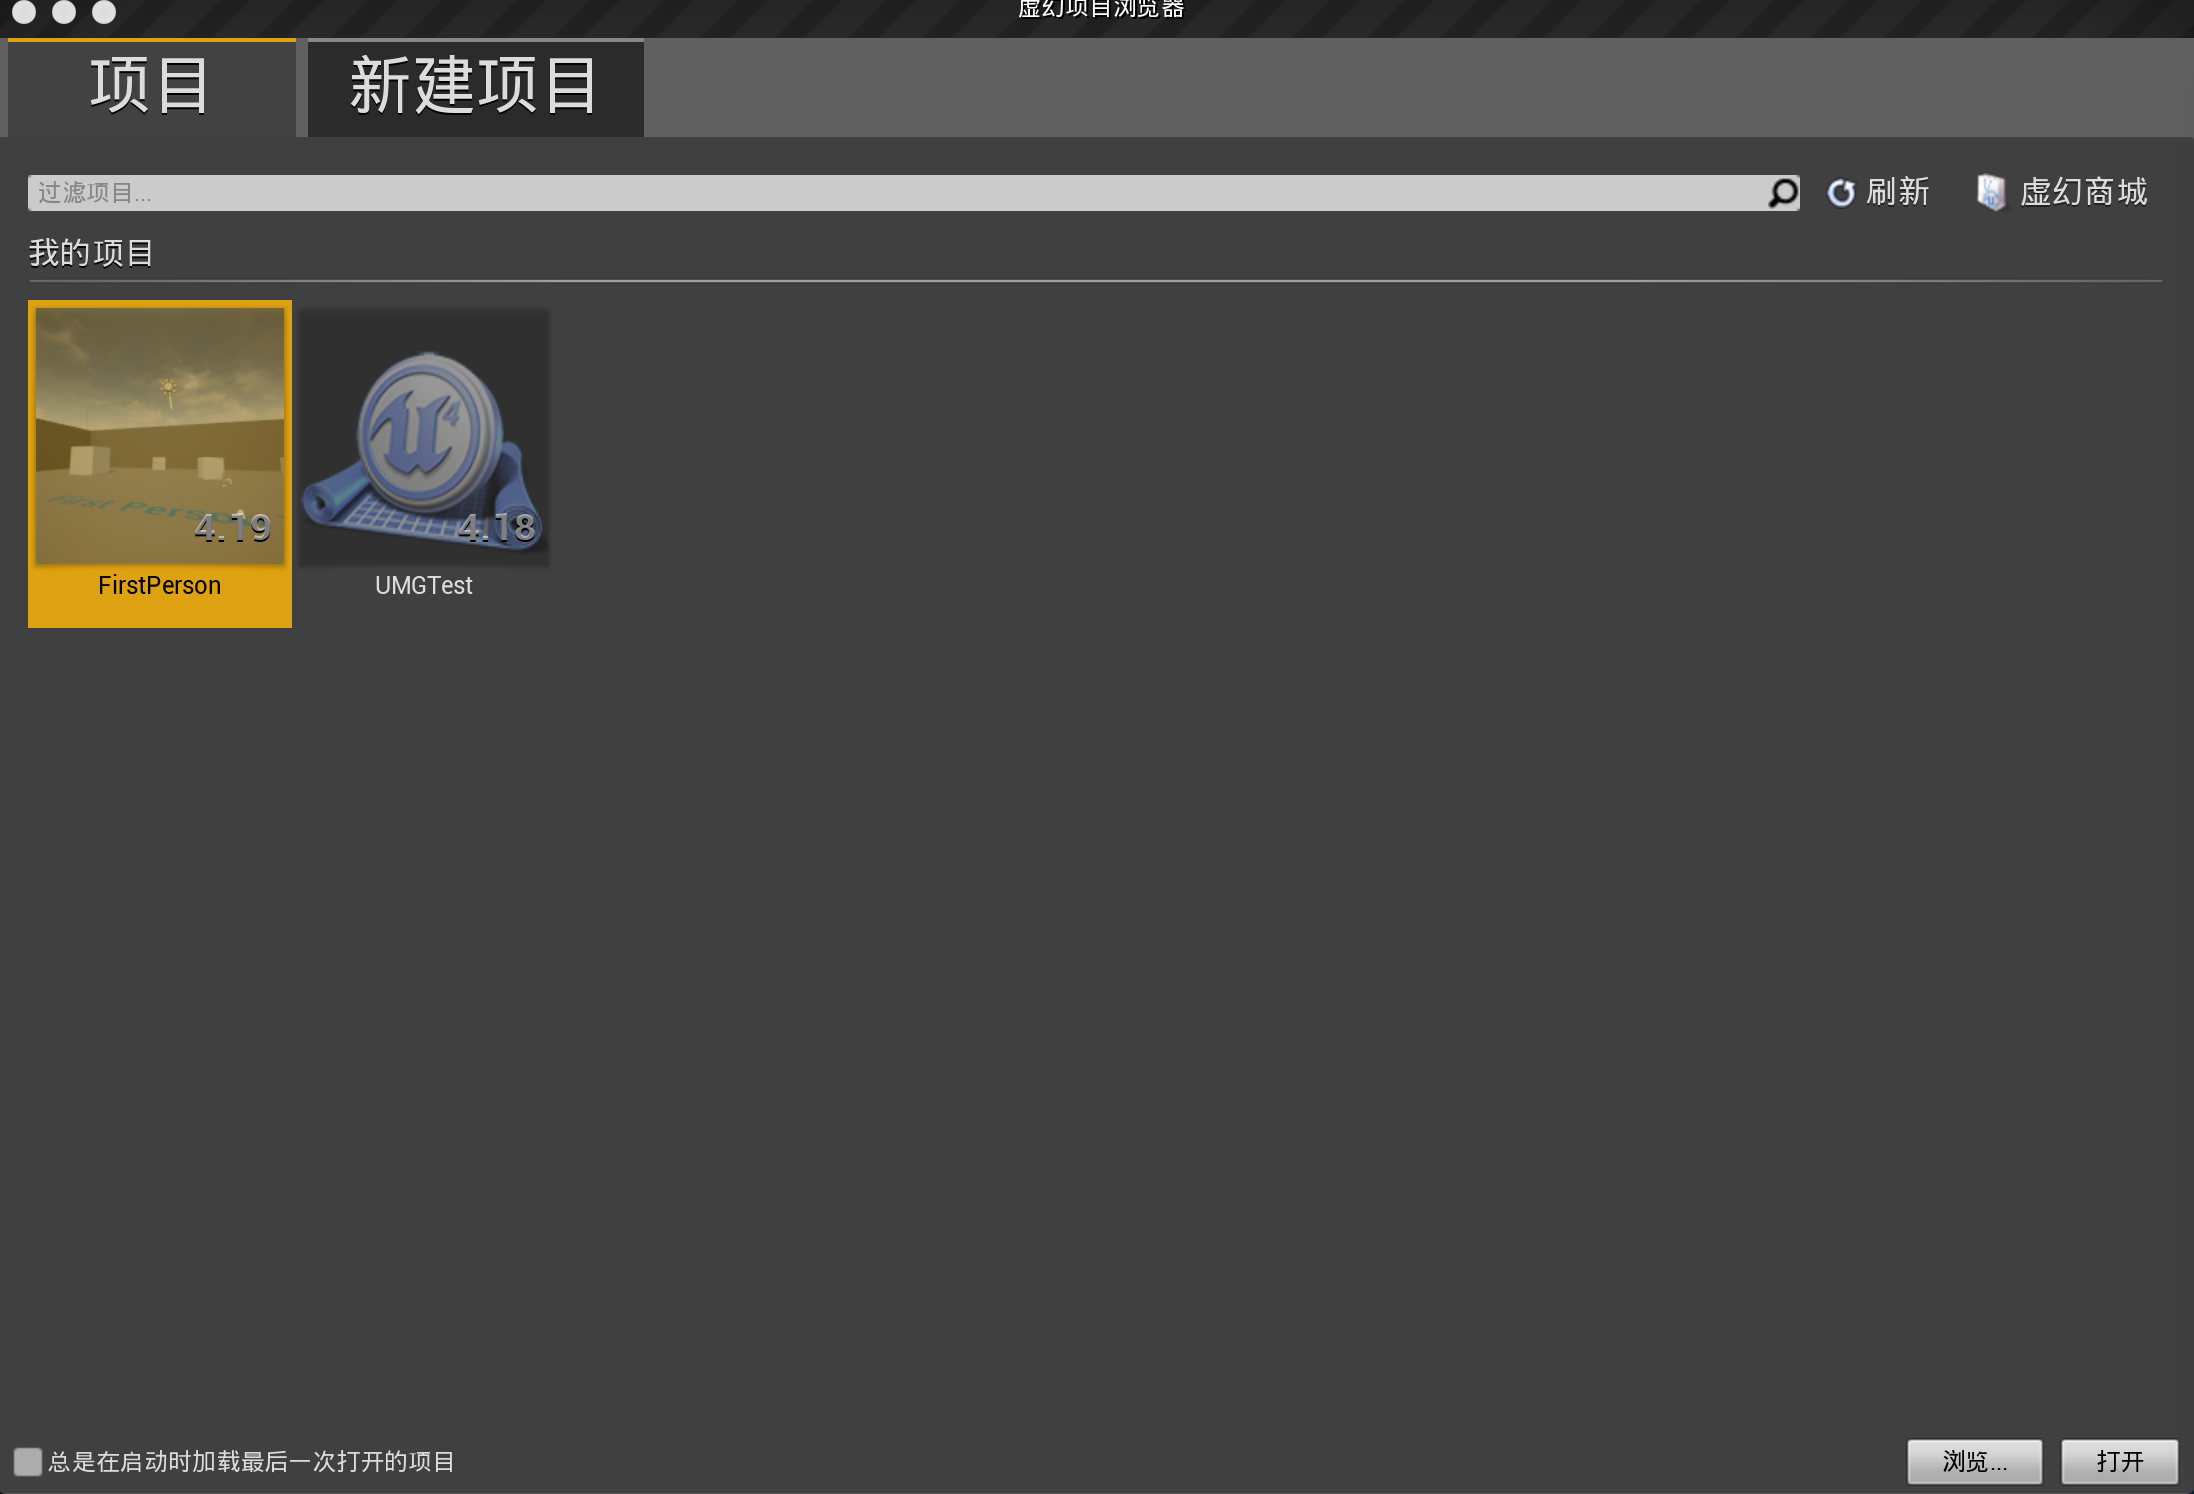 虚幻项目浏览器
项目 新建项目
过滤项目... 刷新 虚幻商城
我的项目
First Person
4.19 4.18
FirstPerson UMGTest
总是在启动时加载最后一次打开的项目 浏览... 打开